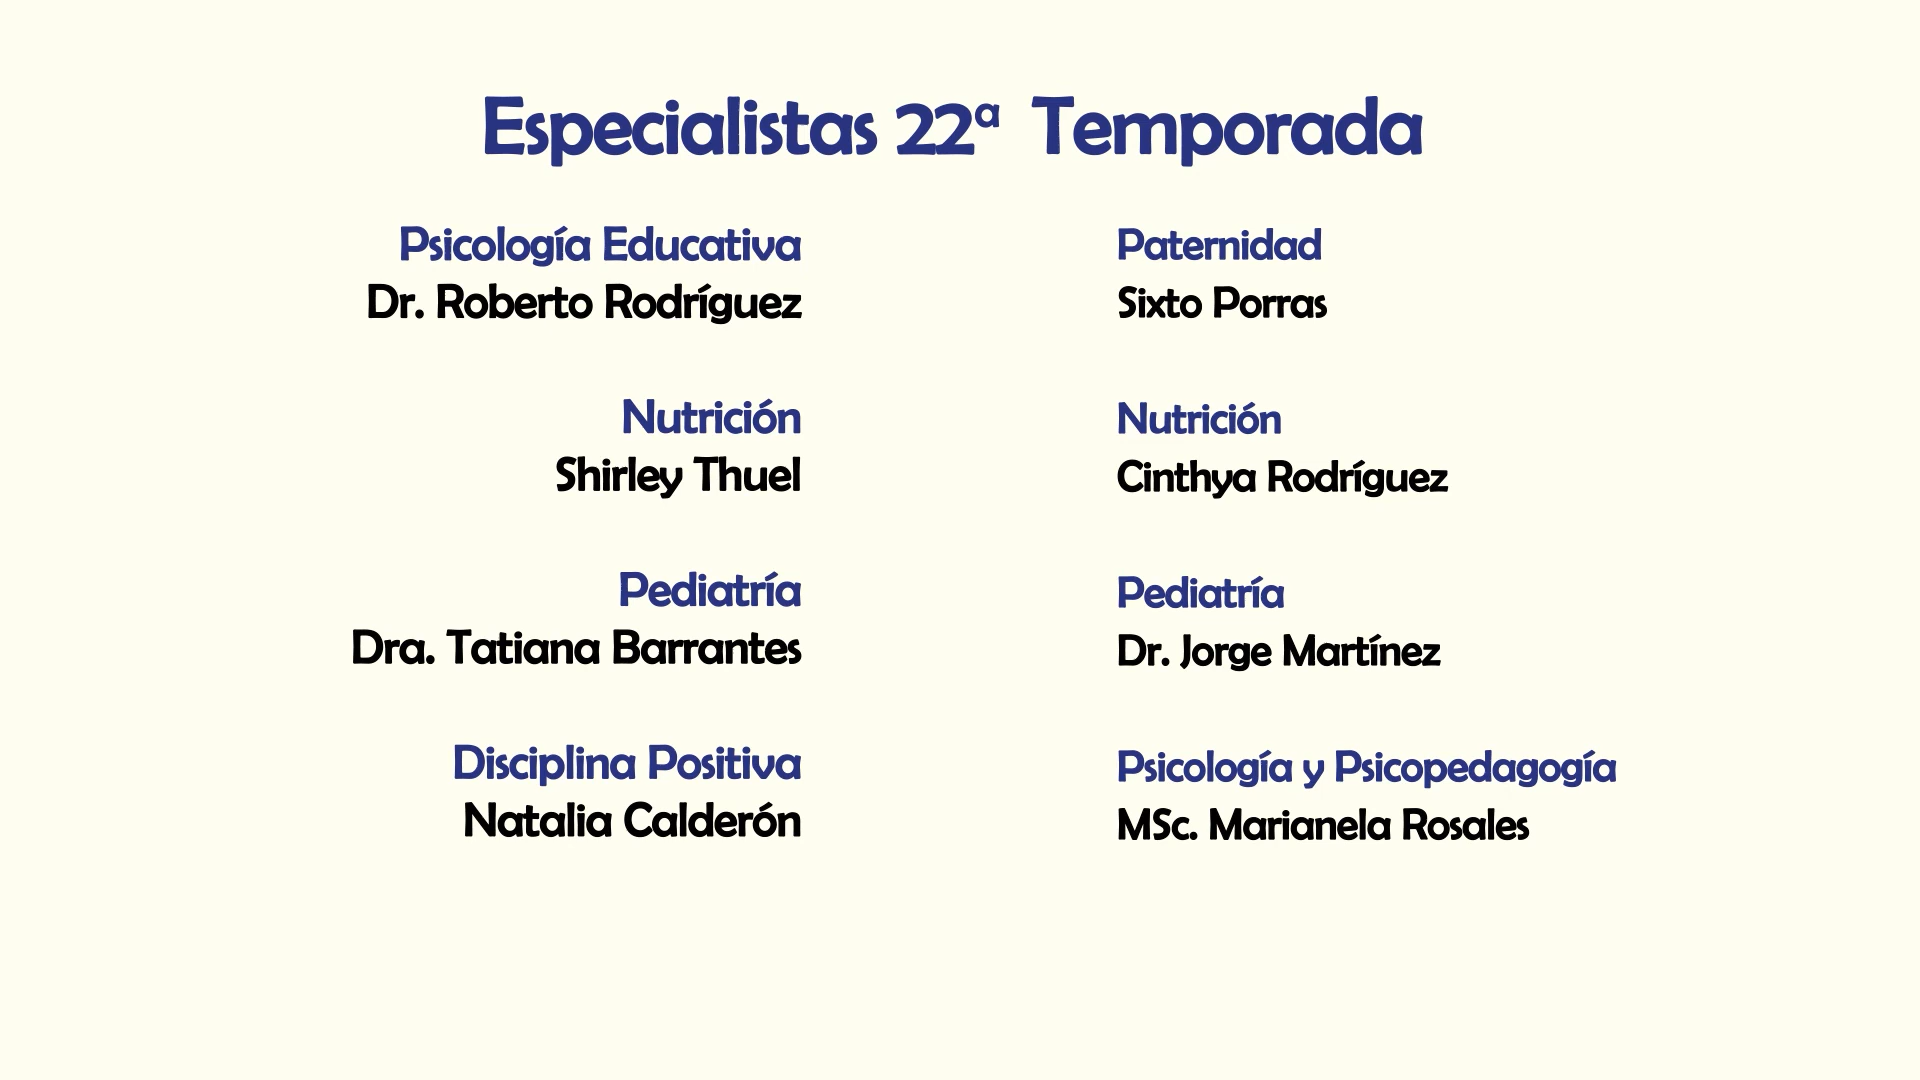 Especialistas 22ª Temporada
Psicología Educativa
Dr. Roberto Rodríguez
Nutrición
Shirley Thuel
Pediatría
Dra. Tatiana Barrantes
Disciplina Positiva
Natalia Calderón
Paternidad
Sixto Porras
Nutrición
Cinthya Rodríguez
Pediatría
Dr. Jorge Martínez
Psicología y Psicopedagogía
MSc. Marianela Rosales